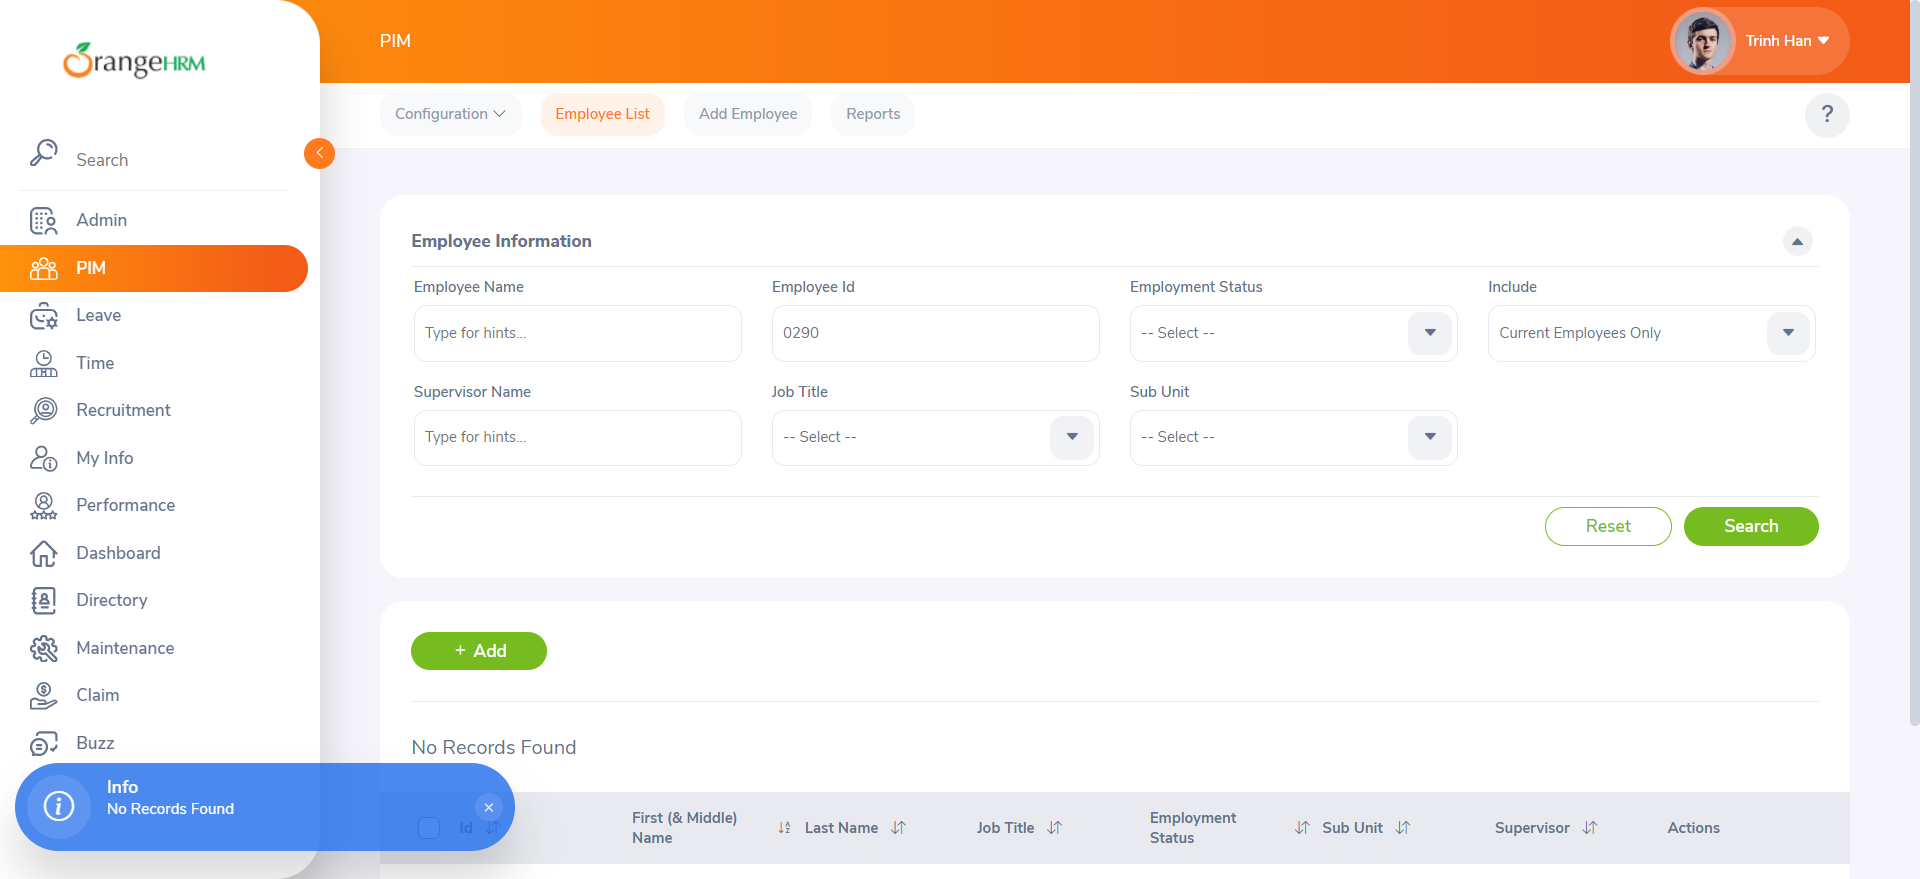 OrangeHRM
Search
Admin
PIM
Leave
Time
Recruitment
My Info
Performance
Dashboard
Directory
Maintenance
Claim
Buzz
PIM
Trinh Han
Configuration
Employee List
Add Employee
Reports
?
Employee Information
Employee Name
Employee Id
Employment Status
Include
Type for hints...
0290
-- Select --
Current Employees Only
Supervisor Name
Job Title
Sub Unit
Type for hints...
-- Select --
-- Select --
Reset
Search
+ Add
No Records Found
Id
First (& Middle)
Name
Last Name
Job Title
Employment
Status
Sub Unit
Supervisor
Actions
Info
No Records Found